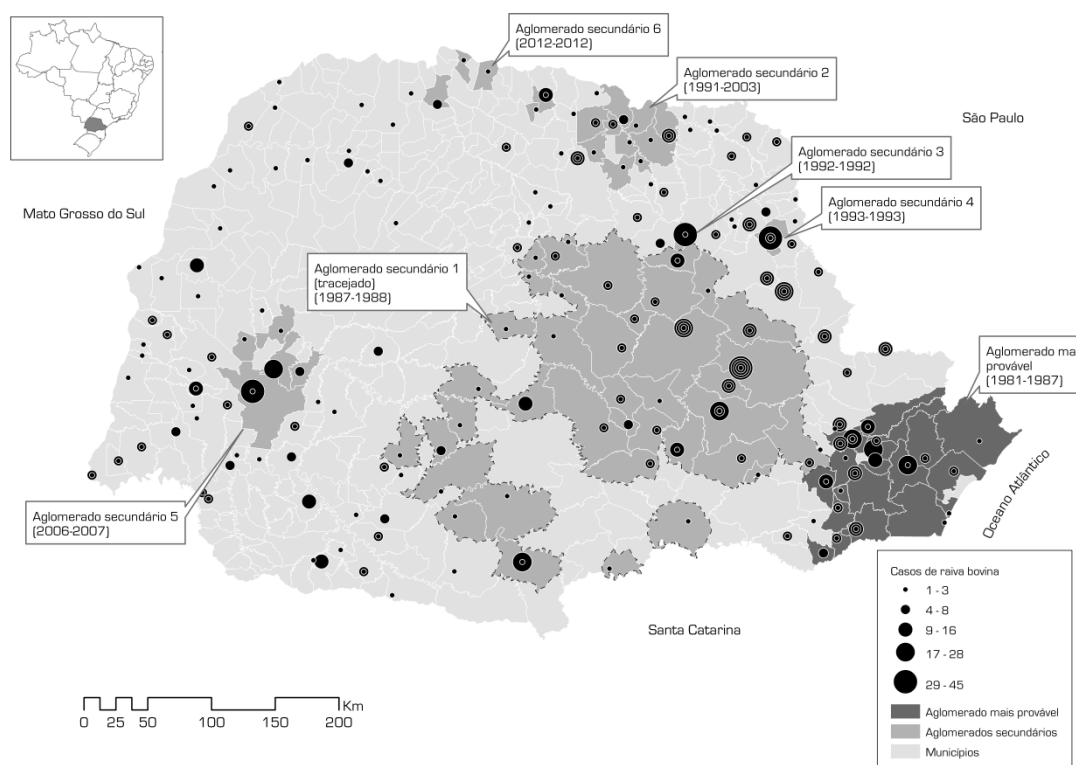 Aglomerado secundário 6
(2012-2012)
Aglomerado secundário 2
(1991-2003)
São Paulo
Aglomerado secundário 3
(1992-1992)
Mato Grosso do Sul
Aglomerado secundário 4
(1993-1993)
Aglomerado secundário 1
(tracejado)
(1987-1988)
Aglomerado ma
provável
(1981-1987)
Aglomerado secundário 5
(2006-2007)
Oceano Atlântico
Santa Catarina
Casos de raiva bovina
1 - 3
4 - 8
9 - 16
17 - 28
29 - 45
Aglomerado mais provável
Aglomerados secundários
Municípios
Km
0 25 50 100 150 200